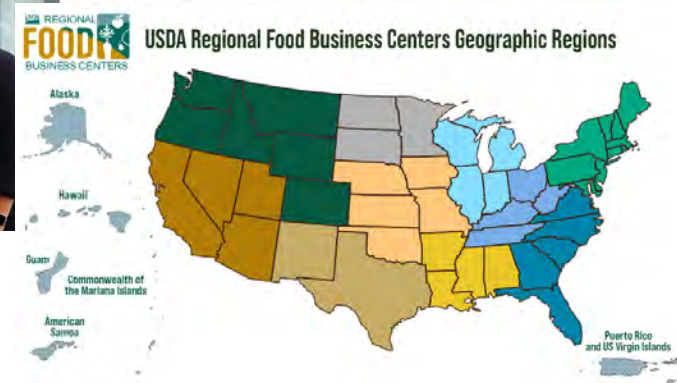 USDA REGIONAL
FOOD
BUSINESS CENTERS
USDA Regional Food Business Centers Geographic Regions
Alaska
Hawaii
Guam
Commonwealth of
the Mariana Islands
American
Samoa
Puerto Rico
and US Virgin Islands